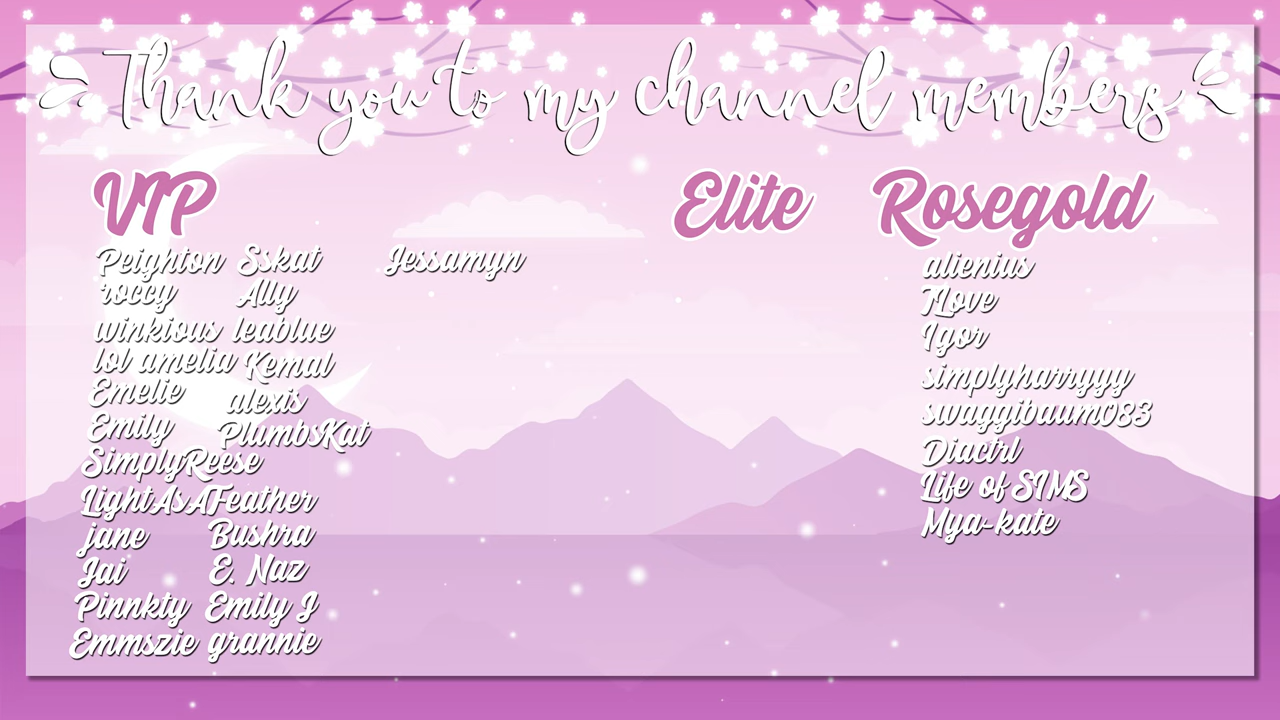 Thank you to my channel members
VIP
Peighton
roccy
winkious
lol amelia
Emelie
Emily
SimplyReese
LightAsAFeather
jane
Jai
Pinnkty
Emmszie
Sskat
Ally
leablue
Kemal
alexis
PlumbsKat
Bushra
E. Naz
Emily J
grannie
Jessamyn
Elite
Rosegold
alienius
TLove
Igor
simplyharryyy
swaggibaum083
Diactrl
Life of SIMS
Mya-kate